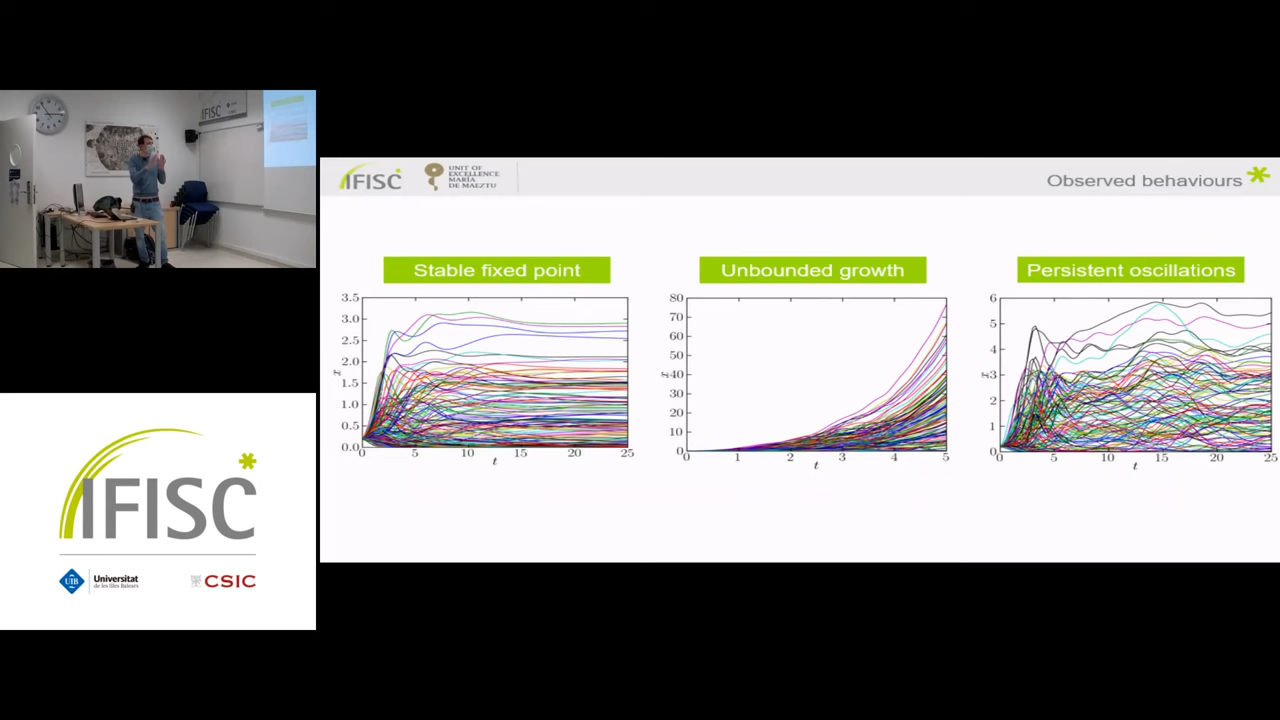 IFISC
IFISC
UNIT OF
EXCELLENCE
MARÍA
DE MAEZTU
Observed behaviours
Stable fixed point
Unbounded growth
Persistent oscillations
3.5
3.0
2.5
2.0
1.5
1.0
0.5
0.0
x
0 5 10 15 20 25
t
80
70
60
50
40
30
20
10
0
x
0 1 2 3 4 5
t
6
5
4
3
2
1
0
x
0 5 10 15 20 25
t
IFISC
UIB
Universitat
de les Illes Balears
CSIC